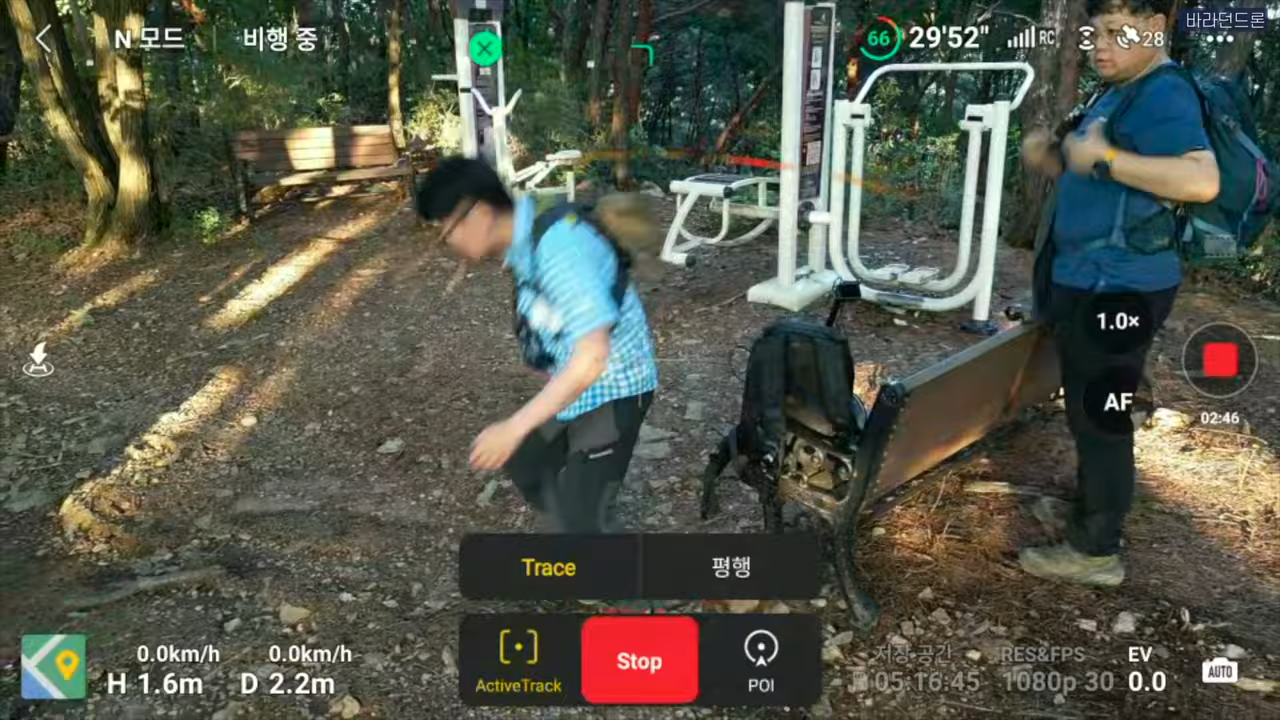 바라던드론
N 모드
비행 중
66
29'52"
RC
28
1.0×
AF
02:46
Trace
평행
ActiveTrack
Stop
POI
0.0km/h
0.0km/h
H 1.6m
D 2.2m
저장 공간
05:16:45
RES&FPS
1080p 30
EV
0.0
AUTO